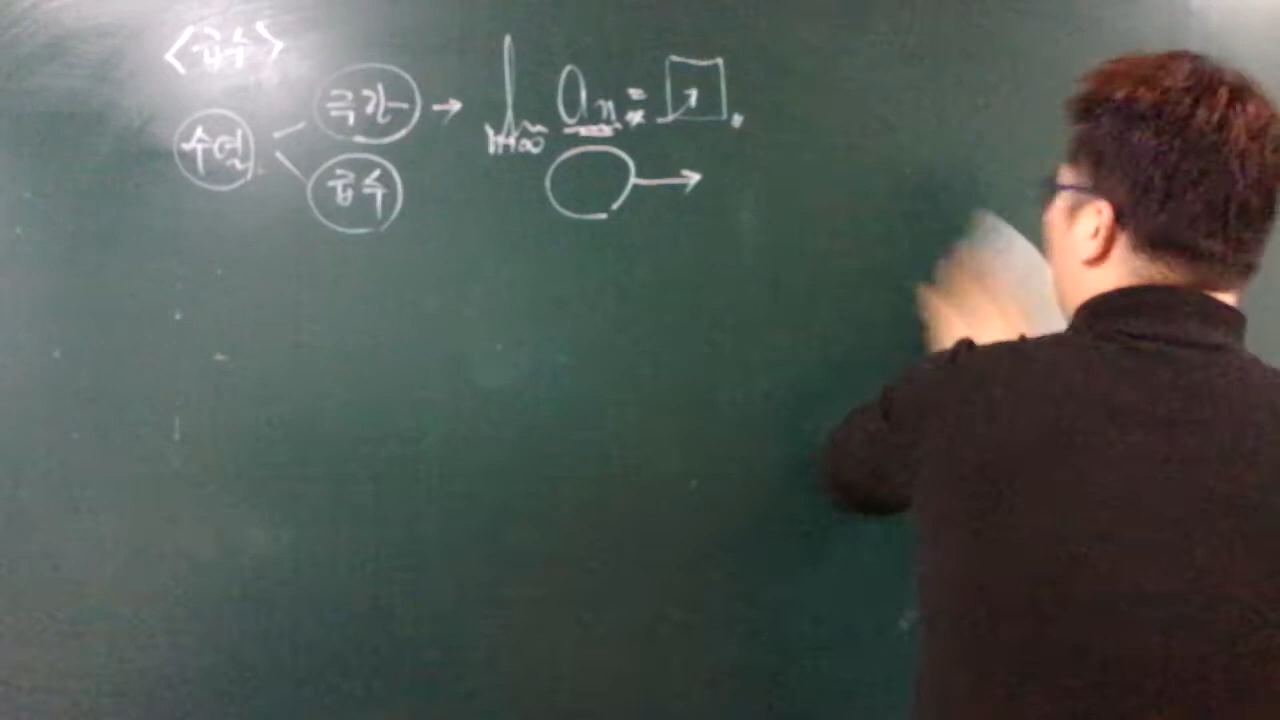 <급수>
수열 극한 → lim n→∞ an = □.
급수 ○ →